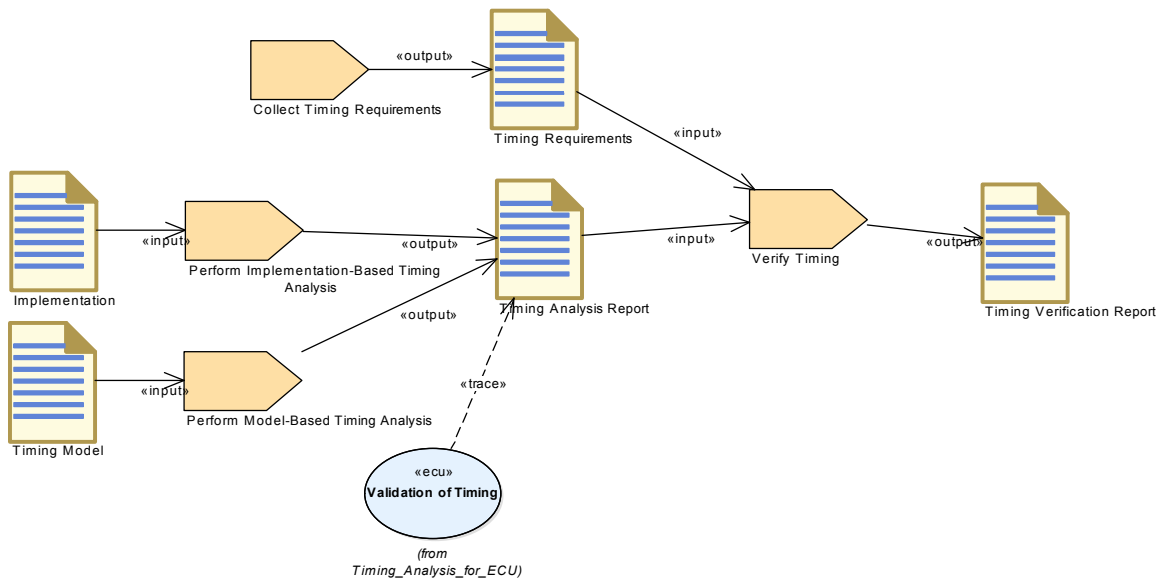 «output»
Collect Timing Requirements
Timing Requirements
«input»
«input»
«output»
«input»
«output»
Perform Implementation-Based Timing
Analysis
Verify Timing
Implementation
Timing Analysis Report
Timing Verification Report
«output»
«input»
«trace»
Perform Model-Based Timing Analysis
Timing Model
«ecu»
Validation of Timing
(from
Timing_Analysis_for_ECU)